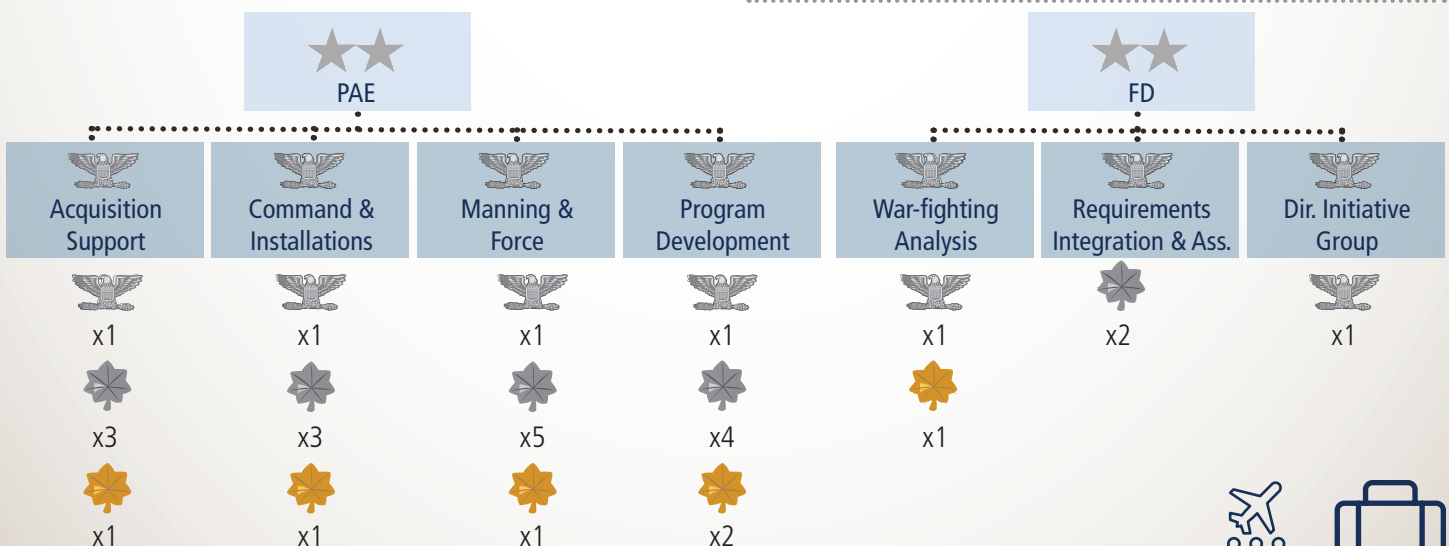 PAE
FD
Acquisition
Support
Command &
Installations
Manning &
Force
Program
Development
War-fighting
Analysis
Requirements
Integration & Ass.
Dir. Initiative
Group
x1
x1
x1
x1
x1
x2
x1
x3
x3
x5
x4
x1
x1
x1
x1
x2